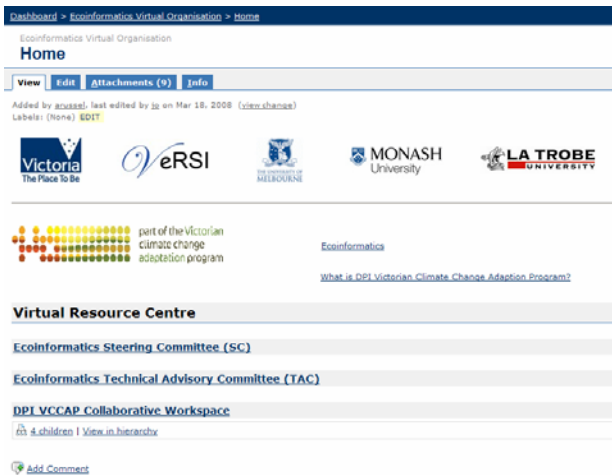 Dashboard > Ecoinformatics Virtual Organisation > Home
Ecoinformatics Virtual Organisation
Home
View Edit Attachments (9) Info
Added by arussel, last edited by jo on Mar 18, 2008 (view change)
Labels: (None) EDIT
Victoria
The Place To Be
VeRSI
THE UNIVERSITY OF
MELBOURNE
MONASH
University
LA TROBE
UNIVERSITY
part of the Victorian
climate change
adaptation program
Ecoinformatics
What is DPI Victorian Climate Change Adaption Program?
Virtual Resource Centre
Ecoinformatics Steering Committee (SC)
Ecoinformatics Technical Advisory Committee (TAC)
DPI VCCAP Collaborative Workspace
4 children | View in hierarchy
Add Comment